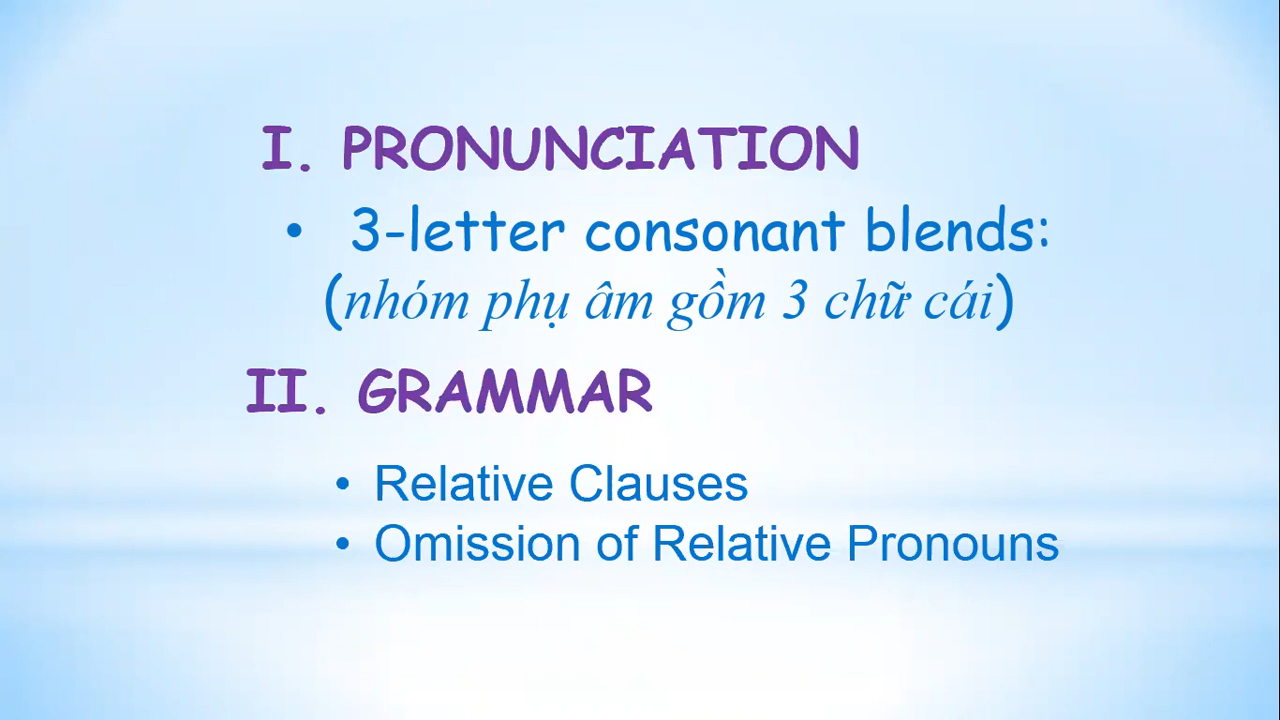 I. PRONUNCIATION
• 3-letter consonant blends:
(nhóm phụ âm gồm 3 chữ cái)
II. GRAMMAR
• Relative Clauses
• Omission of Relative Pronouns